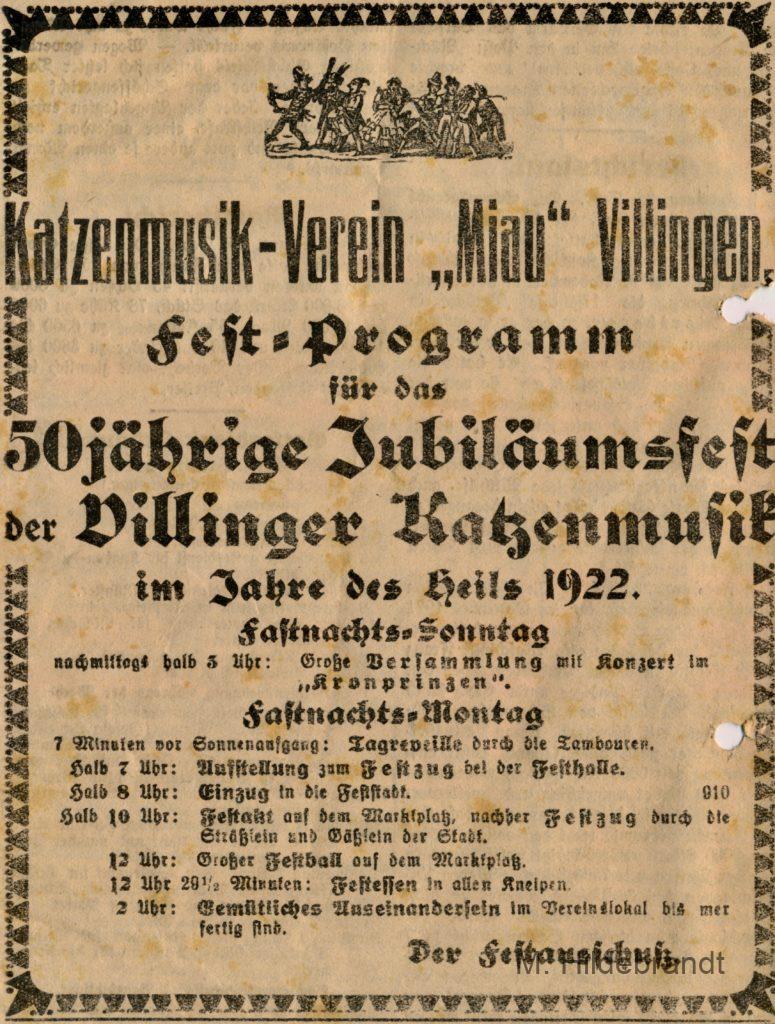 Katzenmusik-Verein „Miau“ Villingen.
Fest-Programm
für das
50jährige Jubiläumsfest
der Villinger Katzenmusik
im Jahre des Heils 1922.
Fastnachts-Sonntag
nachmittags halb 3 Uhr: Große Versammlung mit Konzert im
„Kronprinzen“.
Fastnachts-Montag
7 Minuten vor Sonnenaufgang: Tagreveille durch die Tambouren.
Halb 7 Uhr: Aufstellung zum Festzug bei der Festhalle.
Halb 8 Uhr: Einzug in die Feststadt. 910
Halb 10 Uhr: Festakt auf dem Marktplatz, nachher Festzug durch die
Sträßlein und Gäßlein der Stadt.
12 Uhr: Großer Festball auf dem Marktplatz.
12 Uhr 29½ Minuten: Festessen in allen Kneipen.
2 Uhr: Gemütliches Auseinandersein im Vereinslokal bis mer
fertig sind.
Der Festausschuß.
M. Hildebrandt